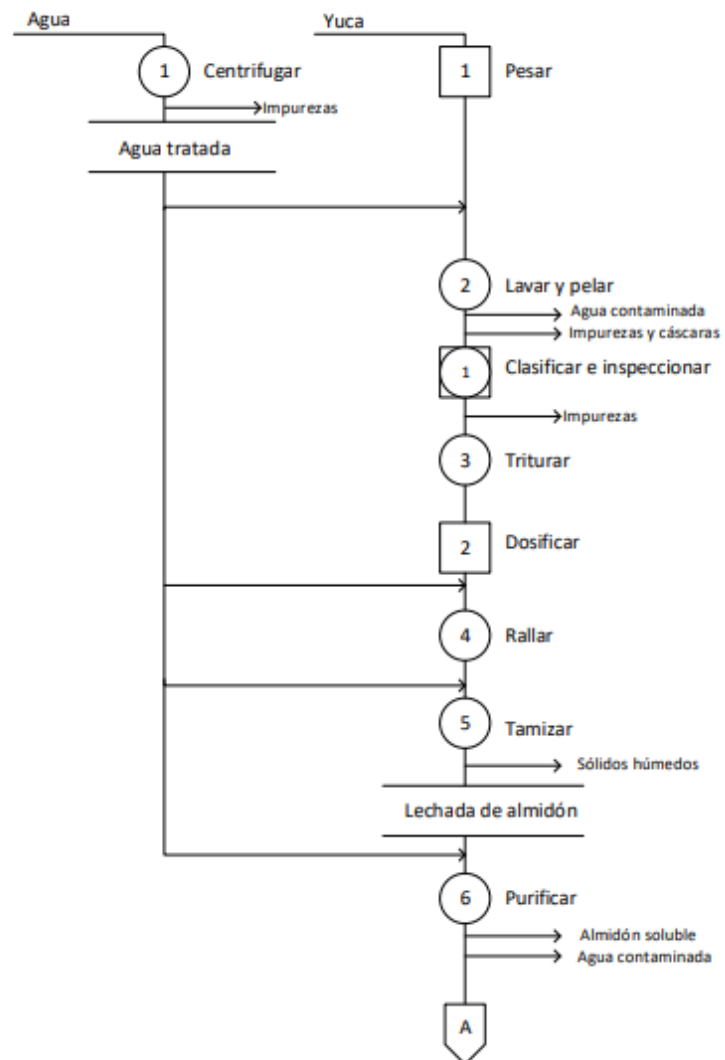 Agua
Yuca
1
Centrifugar
1
Pesar
Impurezas
Agua tratada
2
Lavar y pelar
Agua contaminada
Impurezas y cáscaras
1
Clasificar e inspeccionar
Impurezas
3
Triturar
2
Dosificar
4
Rallar
5
Tamizar
Sólidos húmedos
Lechada de almidón
6
Purificar
Almidón soluble
Agua contaminada
A